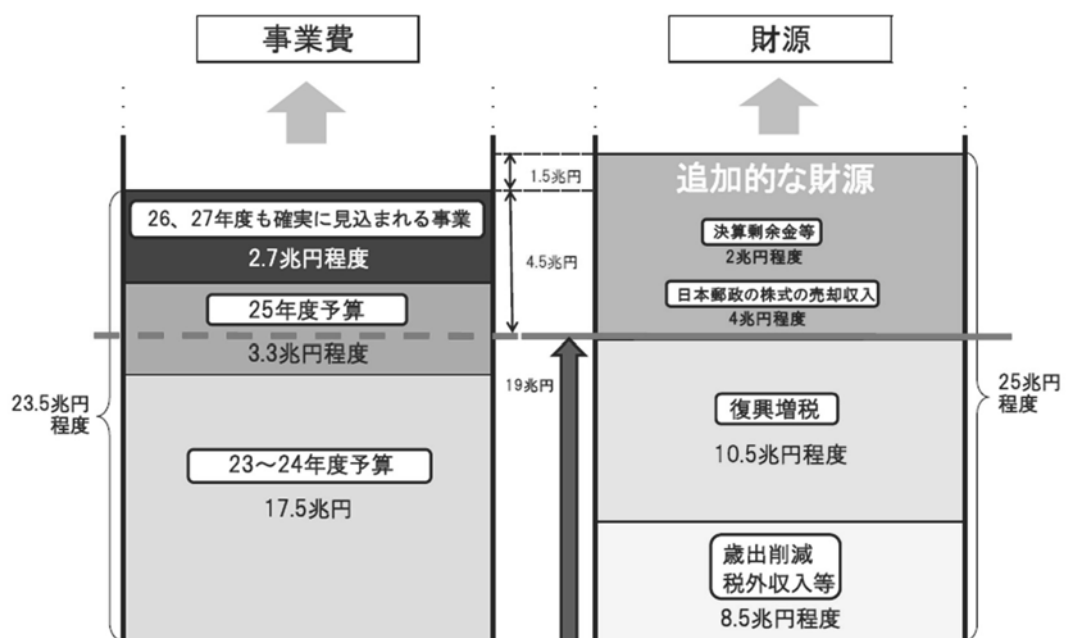 事業費
財源
1.5兆円
追加的な財源
26、27年度も確実に見込まれる事業
2.7兆円程度
4.5兆円
決算剰余金等
2兆円程度
日本郵政の株式の売却収入
4兆円程度
25年度予算
3.3兆円程度
19兆円
23.5兆円
程度
25兆円
程度
復興増税
10.5兆円程度
23～24年度予算
17.5兆円
歳出削減
税外収入等
8.5兆円程度